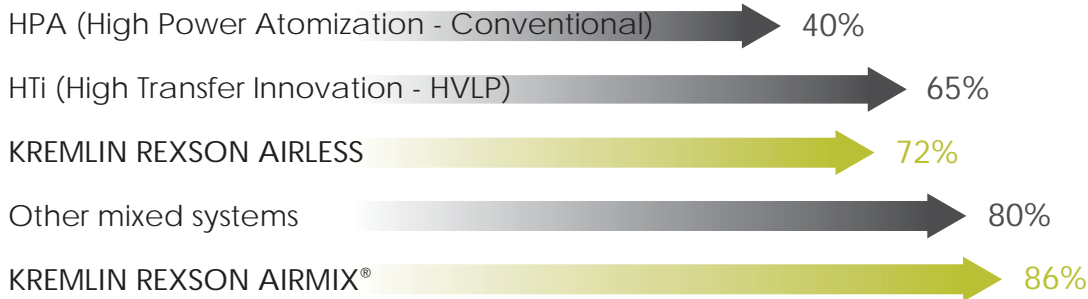 HPA (High Power Atomization - Conventional) 40%
HTi (High Transfer Innovation - HVLP) 65%
KREMLIN REXSON AIRLESS 72%
Other mixed systems 80%
KREMLIN REXSON AIRMIX® 86%